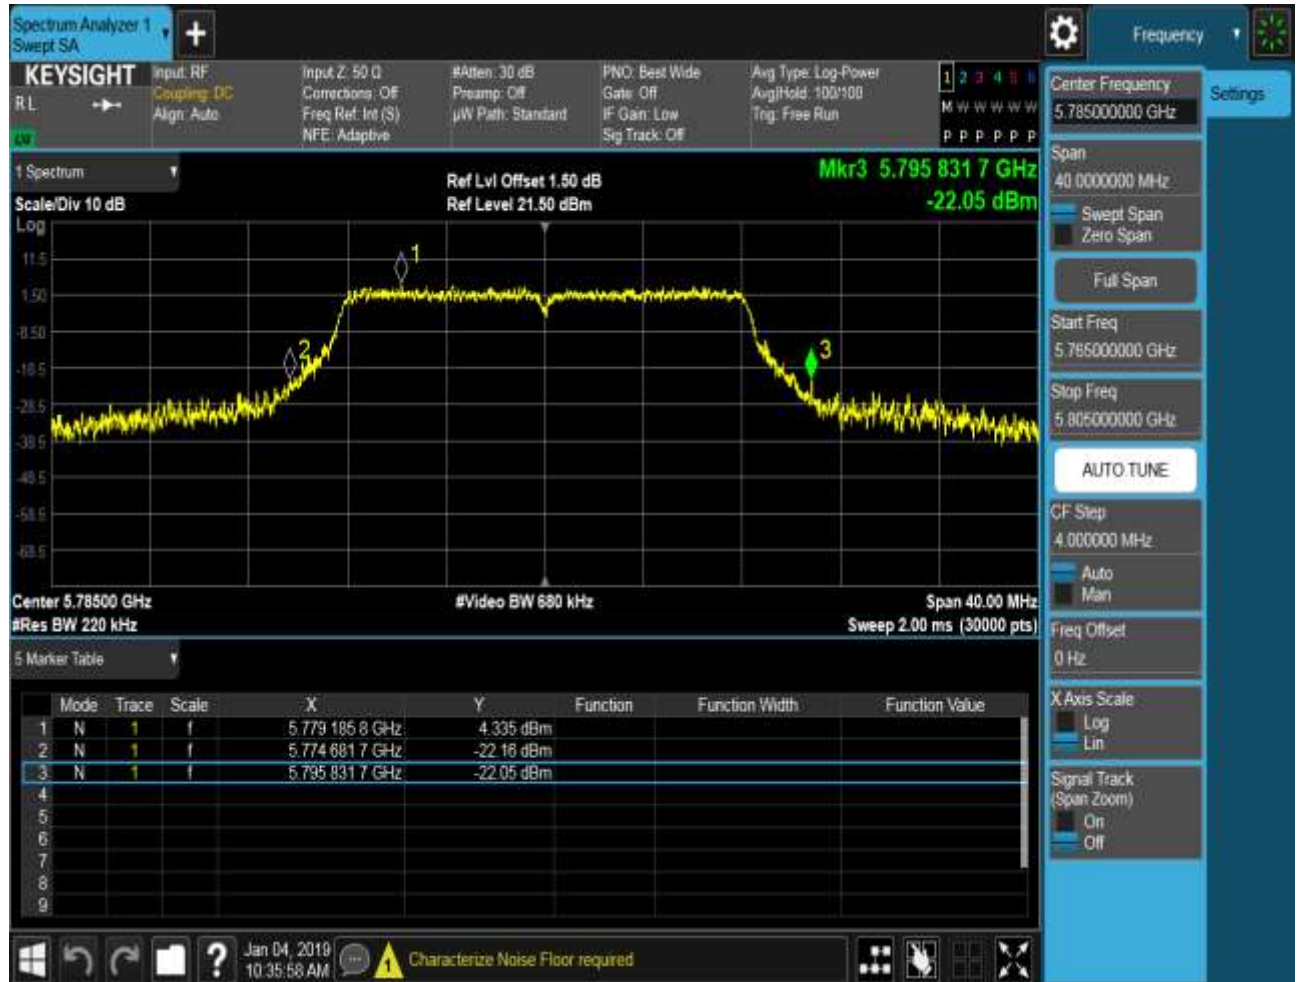 Spectrum Analyzer 1
Swept SA
Frequency
KEYSIGHT
RL
Input: RF
Coupling: DC
Align: Auto
Input Z: 50 Ω
Corrections: Off
Freq Ref: Int (S)
NFE: Adaptive
#Atten: 30 dB
Preamp: Off
µW Path: Standard
PNO: Best Wide
Gate: Off
IF Gain: Low
Sig Track: Off
Avg Type: Log-Power
Avg|Hold: 100/100
Trig: Free Run
1 2 3 4 5 6
M W W W W W
P P P P P P
1 Spectrum
Scale/Div 10 dB
Log
Ref Lvl Offset 1.50 dB
Ref Level 21.50 dBm
Mkr3 5.795 831 7 GHz
-22.05 dBm
11.5
1.50
-8.50
-18.5
-28.5
-38.5
-48.5
-58.5
-68.5
1
2
3
Center 5.78500 GHz
#Res BW 220 kHz
#Video BW 680 kHz
Span 40.00 MHz
Sweep 2.00 ms (30000 pts)
5 Marker Table
Mode Trace Scale X Y Function Function Width Function Value
1 N 1 f 5.779 185 8 GHz 4.335 dBm
2 N 1 f 5.774 681 7 GHz -22.16 dBm
3 N 1 f 5.795 831 7 GHz -22.05 dBm
4
5
6
7
8
9
Jan 04, 2019
10:35:58 AM
Characterize Noise Floor required
Settings
Center Frequency
5.785000000 GHz
Span
40.0000000 MHz
Swept Span
Zero Span
Full Span
Start Freq
5.765000000 GHz
Stop Freq
5.805000000 GHz
AUTO TUNE
CF Step
4.000000 MHz
Auto
Man
Freq Offset
0 Hz
X Axis Scale
Log
Lin
Signal Track
(Span Zoom)
On
Off